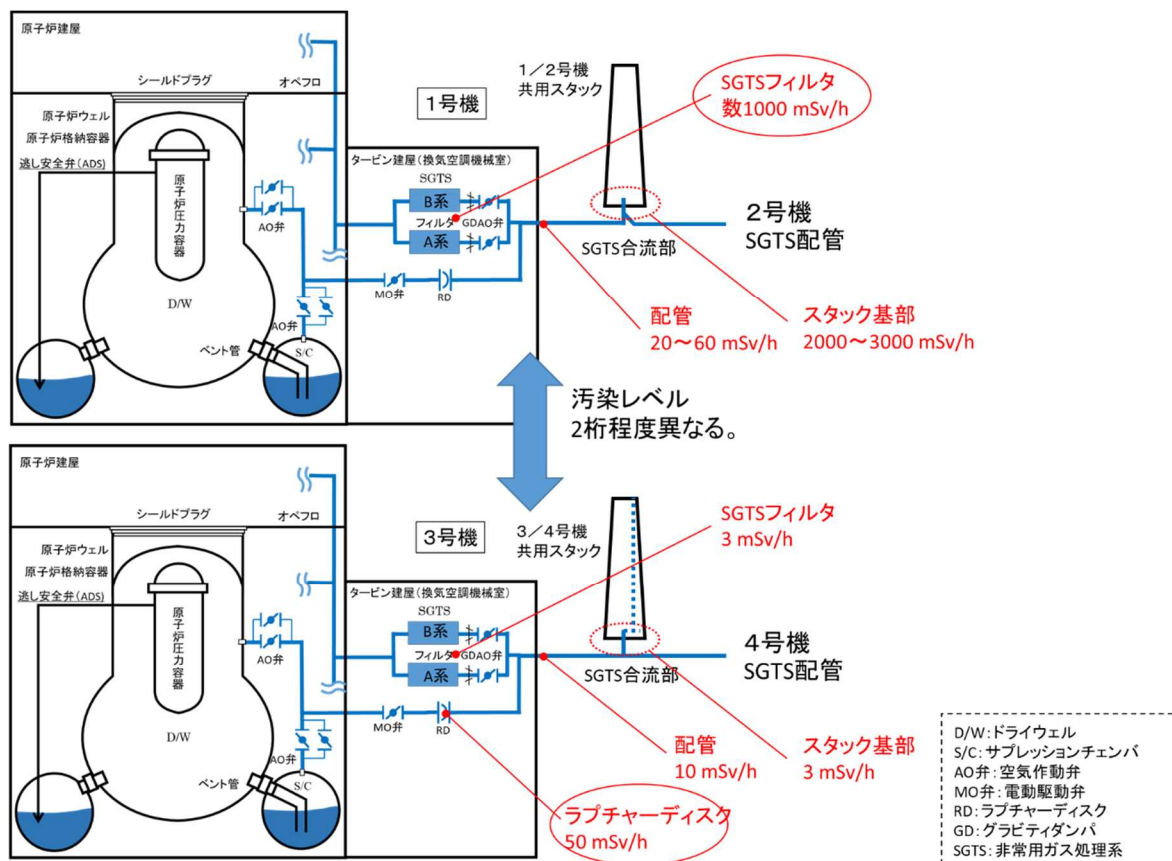 原子炉建屋
シールドプラグ
オペフロ
原子炉ウェル
原子炉格納容器
逃し安全弁(ADS)
原子炉圧力容器
AO弁
D/W
AO弁
ベント管
S/C
1号機
タービン建屋(換気空調機械室)
SGTS
B系
フィルタ
GDAO弁
A系
MO弁
RD
1/2号機
共用スタック
SGTSフィルタ
数1000 mSv/h
2号機
SGTS配管
SGTS合流部
配管
20~60 mSv/h
スタック基部
2000~3000 mSv/h
汚染レベル
2桁程度異なる。
原子炉建屋
シールドプラグ
オペフロ
原子炉ウェル
原子炉格納容器
逃し安全弁(ADS)
原子炉圧力容器
AO弁
D/W
AO弁
ベント管
S/C
3号機
タービン建屋(換気空調機械室)
SGTS
B系
フィルタ
GDAO弁
A系
MO弁
RD
3/4号機
共用スタック
SGTSフィルタ
3 mSv/h
4号機
SGTS配管
SGTS合流部
配管
10 mSv/h
スタック基部
3 mSv/h
ラプチャーディスク
50 mSv/h
D/W:ドライウェル
S/C:サプレッションチェンバ
AO弁:空気作動弁
MO弁:電動駆動弁
RD:ラプチャーディスク
GD:グラビティダンパ
SGTS:非常用ガス処理系